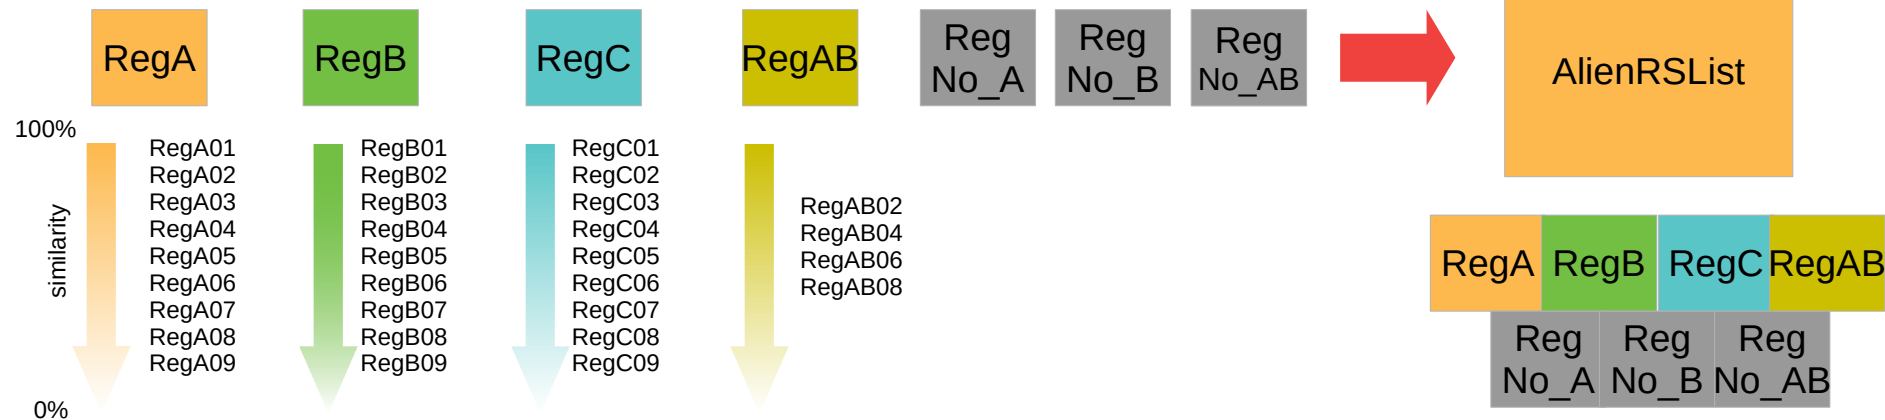 RegA
RegB
RegC
RegAB
Reg
No_A
Reg
No_B
Reg
No_AB
AlienRSList
100%
similarity
0%
RegA01
RegA02
RegA03
RegA04
RegA05
RegA06
RegA07
RegA08
RegA09
RegB01
RegB02
RegB03
RegB04
RegB05
RegB06
RegB07
RegB08
RegB09
RegC01
RegC02
RegC03
RegC04
RegC05
RegC06
RegC07
RegC08
RegC09
RegAB02
RegAB04
RegAB06
RegAB08
RegA
RegB
RegC
RegAB
Reg
No_A
Reg
No_B
Reg
No_AB